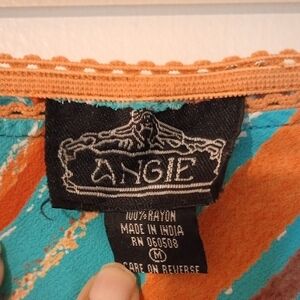 ANGIE
100% RAYON
MADE IN INDIA
RN 060508
M
CARE ON REVERSE